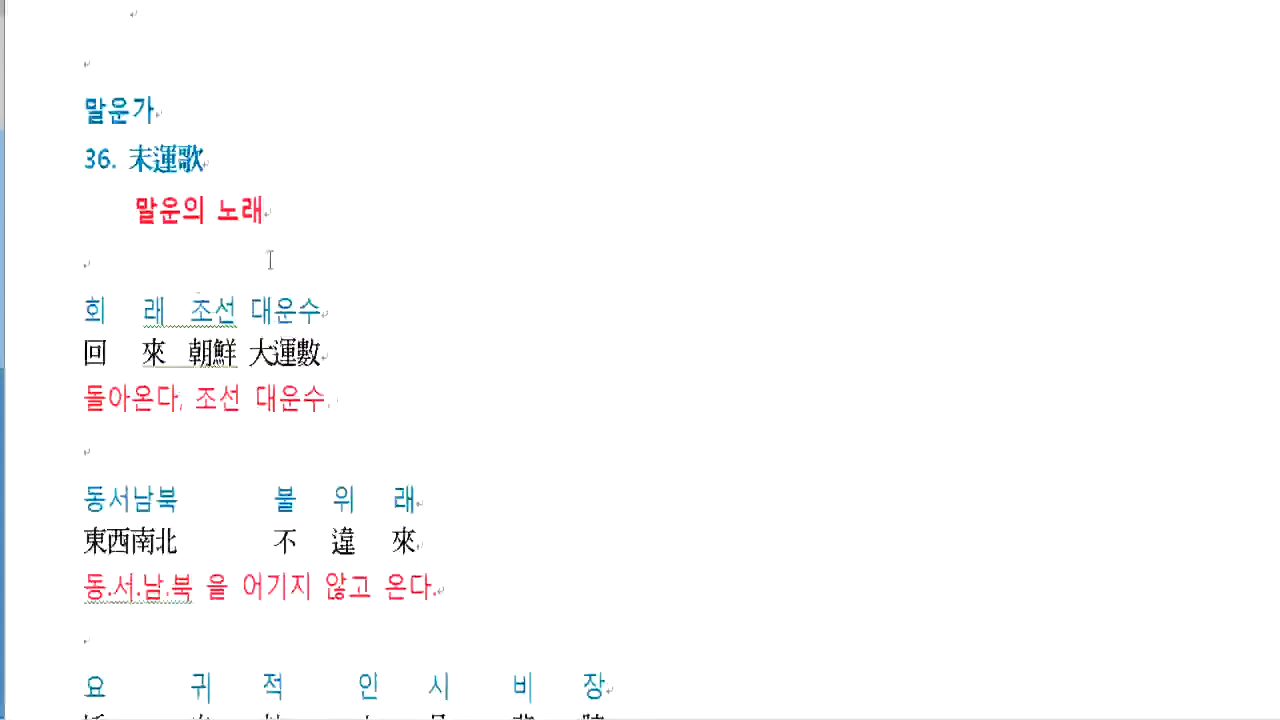 말운가
36. 末運歌
말운의 노래
회 래 조선 대운수
回 來 朝鮮 大運數
돌아온다, 조선 대운수.
동서남북 불 위 래
東西南北 不 違 來
동.서.남.북 을 어기지 않고 온다.
요 귀 적 인 시 비 장